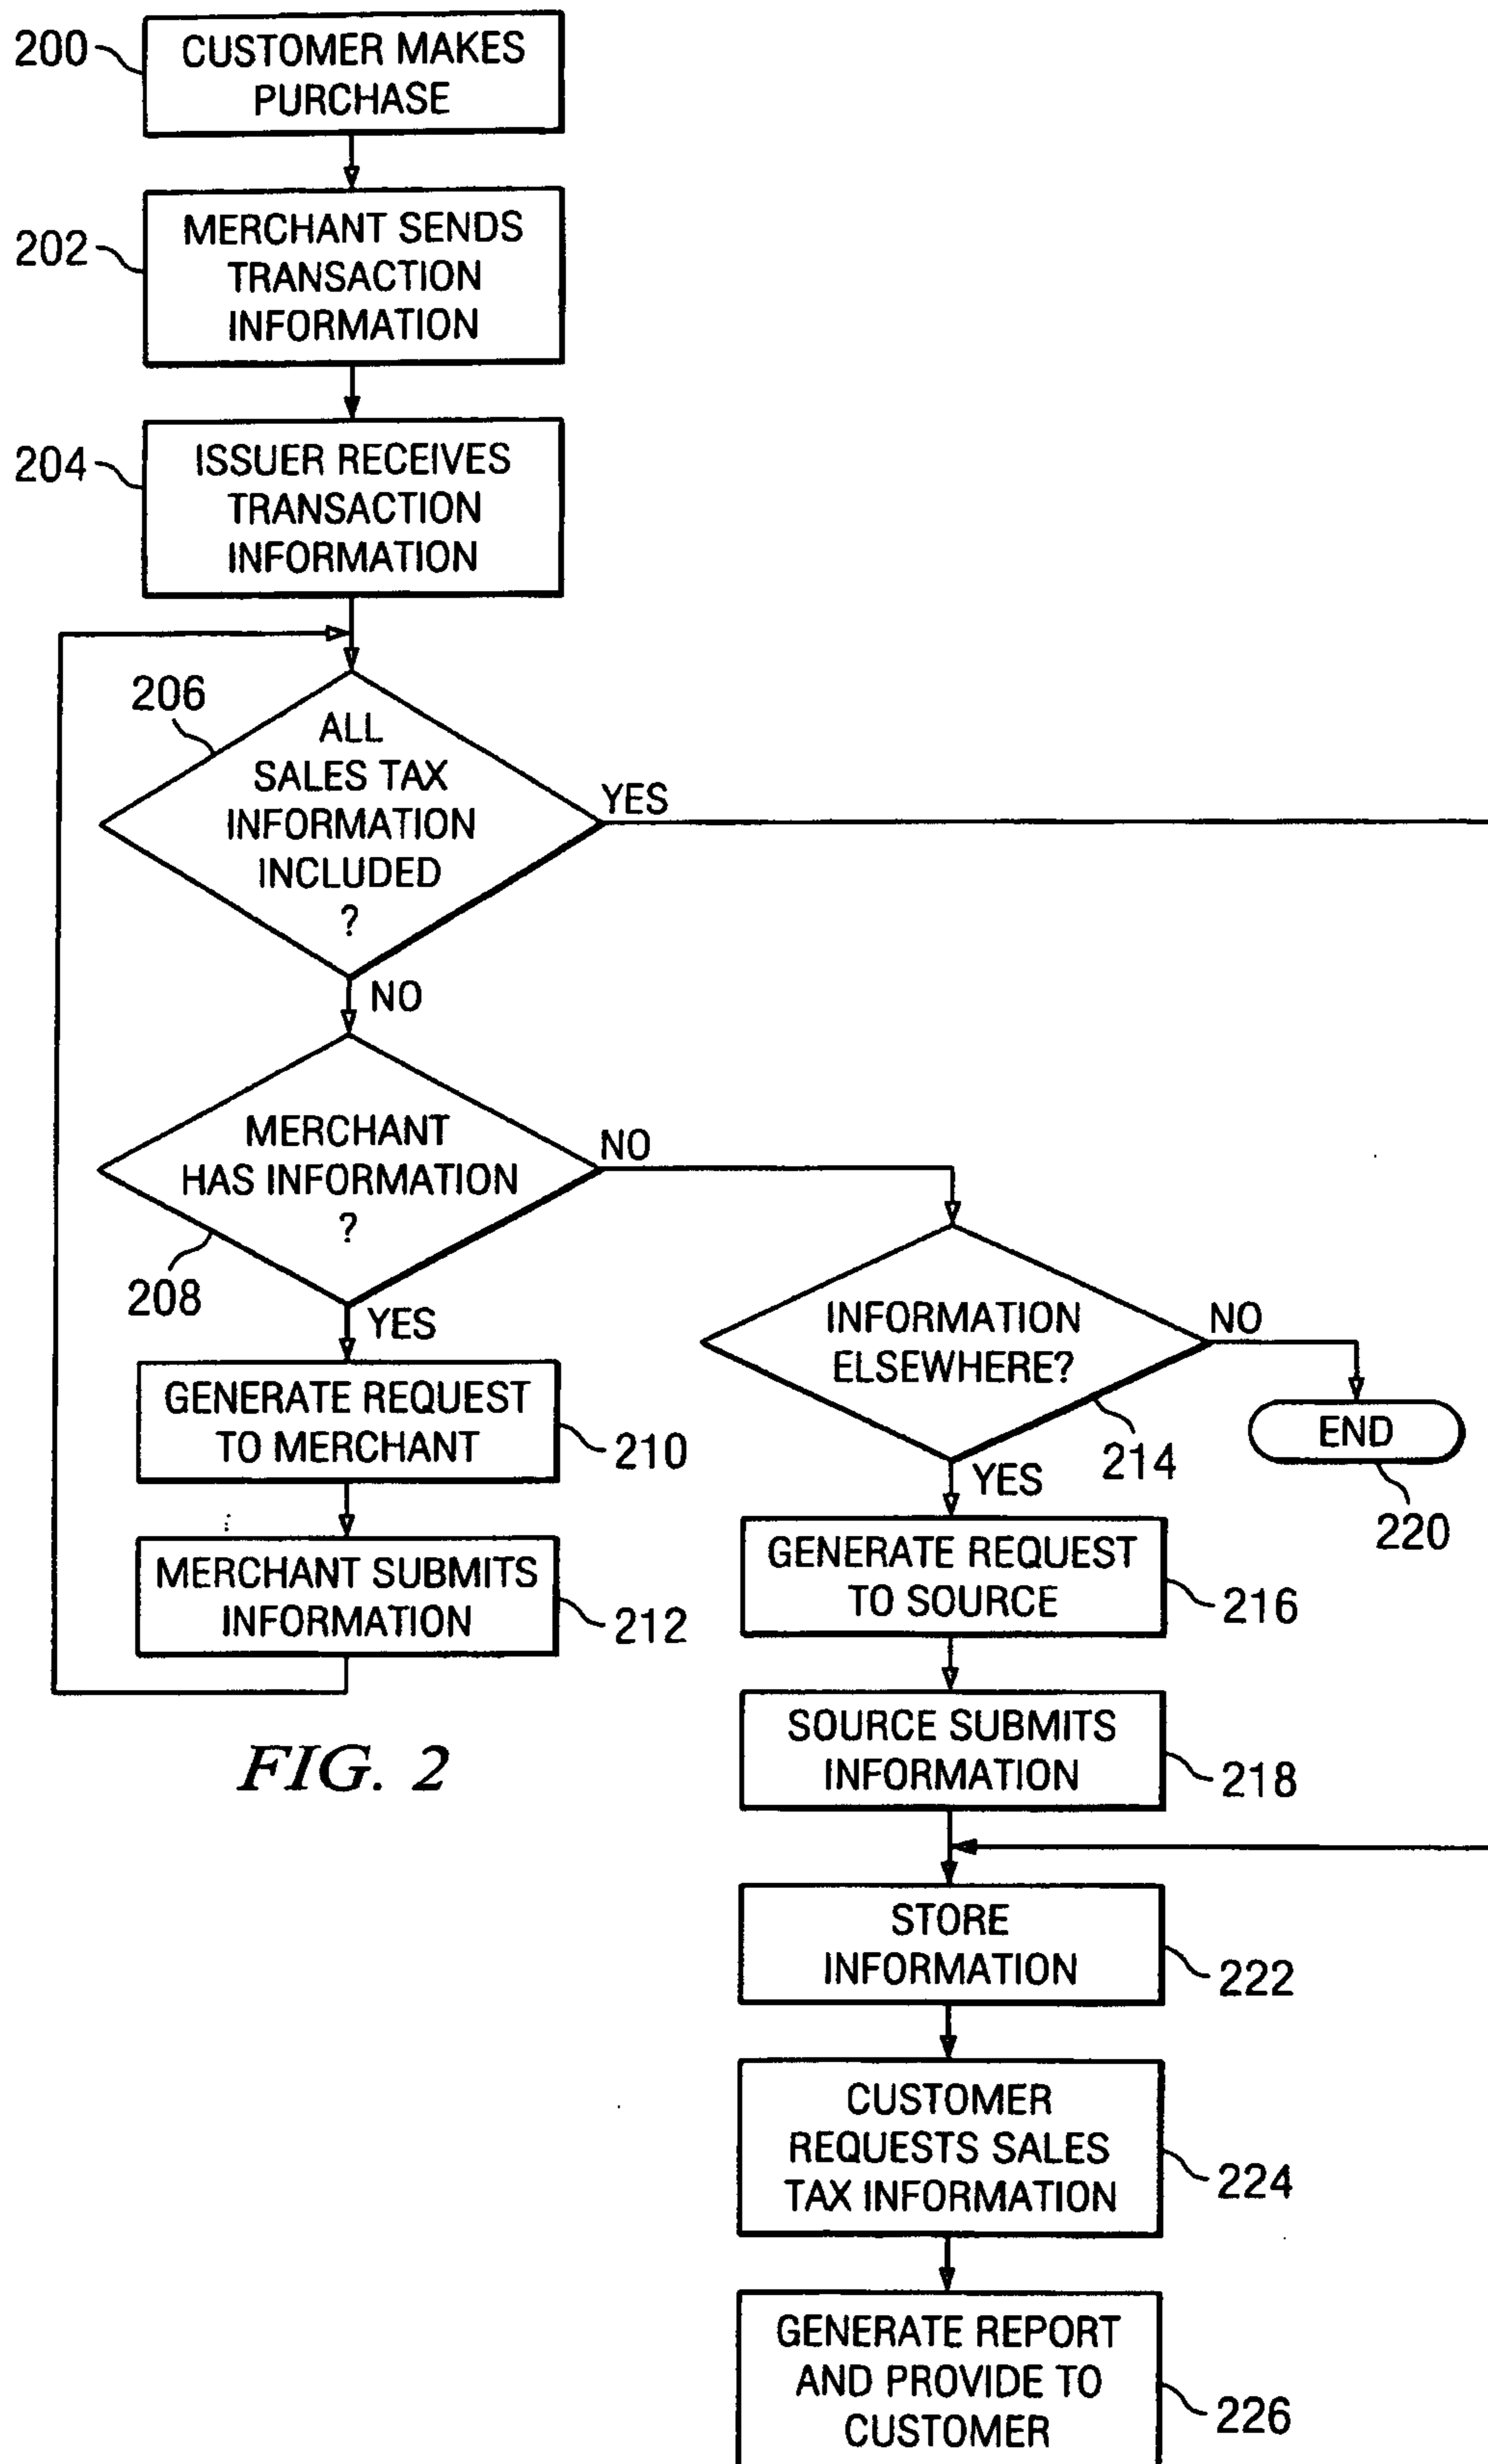 200
CUSTOMER MAKES
PURCHASE
202
MERCHANT SENDS
TRANSACTION
INFORMATION
204
ISSUER RECEIVES
TRANSACTION
INFORMATION
206
ALL
SALES TAX
INFORMATION
INCLUDED
?
YES
NO
MERCHANT
HAS INFORMATION
?
NO
208
YES
GENERATE REQUEST
TO MERCHANT
210
MERCHANT SUBMITS
INFORMATION
212
INFORMATION
ELSEWHERE?
NO
214
YES
END
220
GENERATE REQUEST
TO SOURCE
216
SOURCE SUBMITS
INFORMATION
218
FIG. 2
STORE
INFORMATION
222
CUSTOMER
REQUESTS SALES
TAX INFORMATION
224
GENERATE REPORT
AND PROVIDE TO
CUSTOMER
226